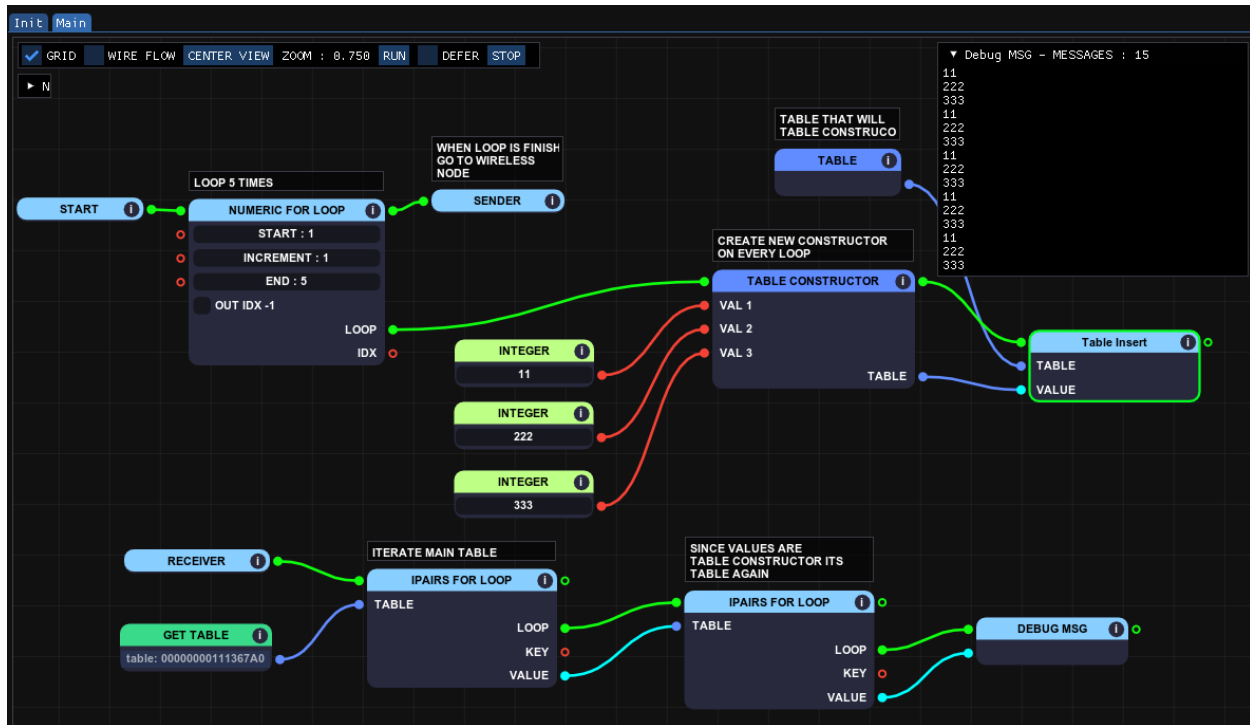 Init Main
GRID WIRE FLOW CENTER VIEW ZOOM : 0.750 RUN DEFER STOP
▶ N
▼ Debug MSG - MESSAGES : 15
11
222
333
11
222
333
11
222
333
11
222
333
11
222
333
TABLE THAT WILL
TABLE CONSTRUCO
TABLE
WHEN LOOP IS FINISH
GO TO WIRELESS
NODE
SENDER
LOOP 5 TIMES
START
NUMERIC FOR LOOP
START : 1
INCREMENT : 1
END : 5
OUT IDX -1
LOOP
IDX
CREATE NEW CONSTRUCTOR
ON EVERY LOOP
TABLE CONSTRUCTOR
VAL 1
VAL 2
VAL 3
TABLE
Table Insert
TABLE
VALUE
INTEGER
11
INTEGER
222
INTEGER
333
RECEIVER
GET TABLE
table: 00000000111367A0
ITERATE MAIN TABLE
IPAIRS FOR LOOP
TABLE
LOOP
KEY
VALUE
SINCE VALUES ARE
TABLE CONSTRUCTOR ITS
TABLE AGAIN
IPAIRS FOR LOOP
TABLE
LOOP
KEY
VALUE
DEBUG MSG